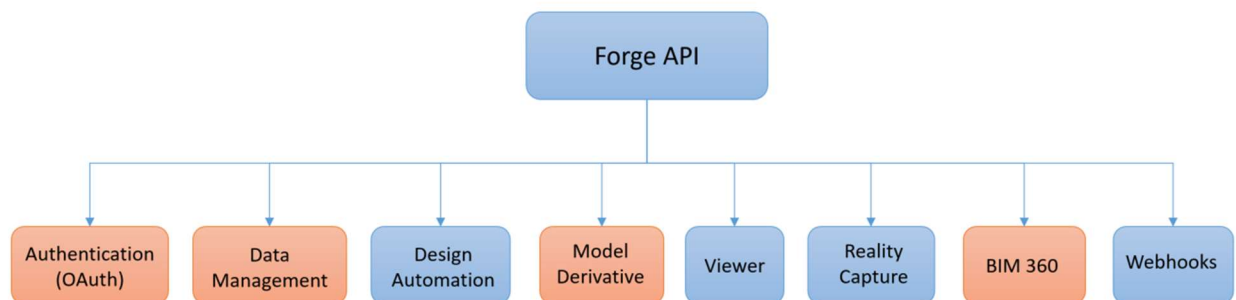 Forge API
Authentication
(OAuth)
Data
Management
Design
Automation
Model
Derivative
Viewer
Reality
Capture
BIM 360
Webhooks